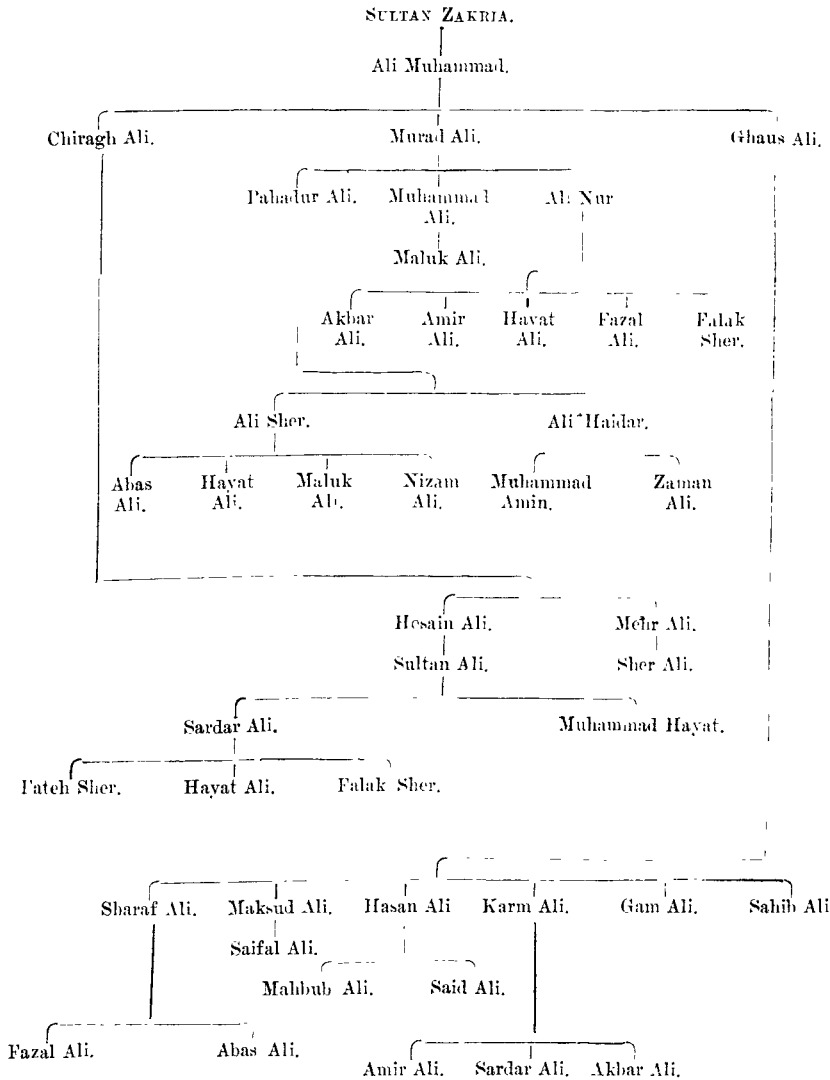 SULTAN ZAKRIA.
Ali Muhammad.
Chiragh Ali. Murad Ali. Ghaus Ali.
Bahadur Ali. Muhammad Ali Nur
Ali.
Maluk Ali.
Akbar Amir Hayat Fazal Falak
Ali. Ali. Ali. Ali. Sher.
Ali Sher. Ali Haidar.
Abas Hayat Maluk Nizam Muhammad Zaman
Ali. Ali. Ali. Ali. Amin. Ali.
Hosain Ali. Mehr Ali.
Sultan Ali. Sher Ali.
Sardar Ali. Muhammad Hayat.
Fateh Sher. Hayat Ali. Falak Sher.
Sharaf Ali. Maksud Ali. Hasan Ali Karm Ali. Gam Ali. Sahib Ali
Saifal Ali.
Mahbub Ali. Said Ali.
Fazal Ali. Abas Ali.
Amir Ali. Sardar Ali. Akbar Ali.